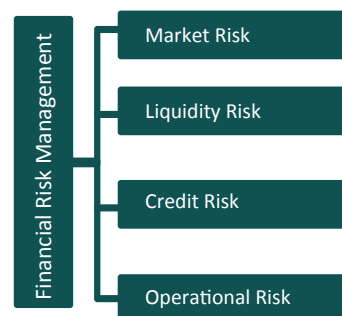 Financial Risk Management
Market Risk
Liquidity Risk
Credit Risk
Operational Risk